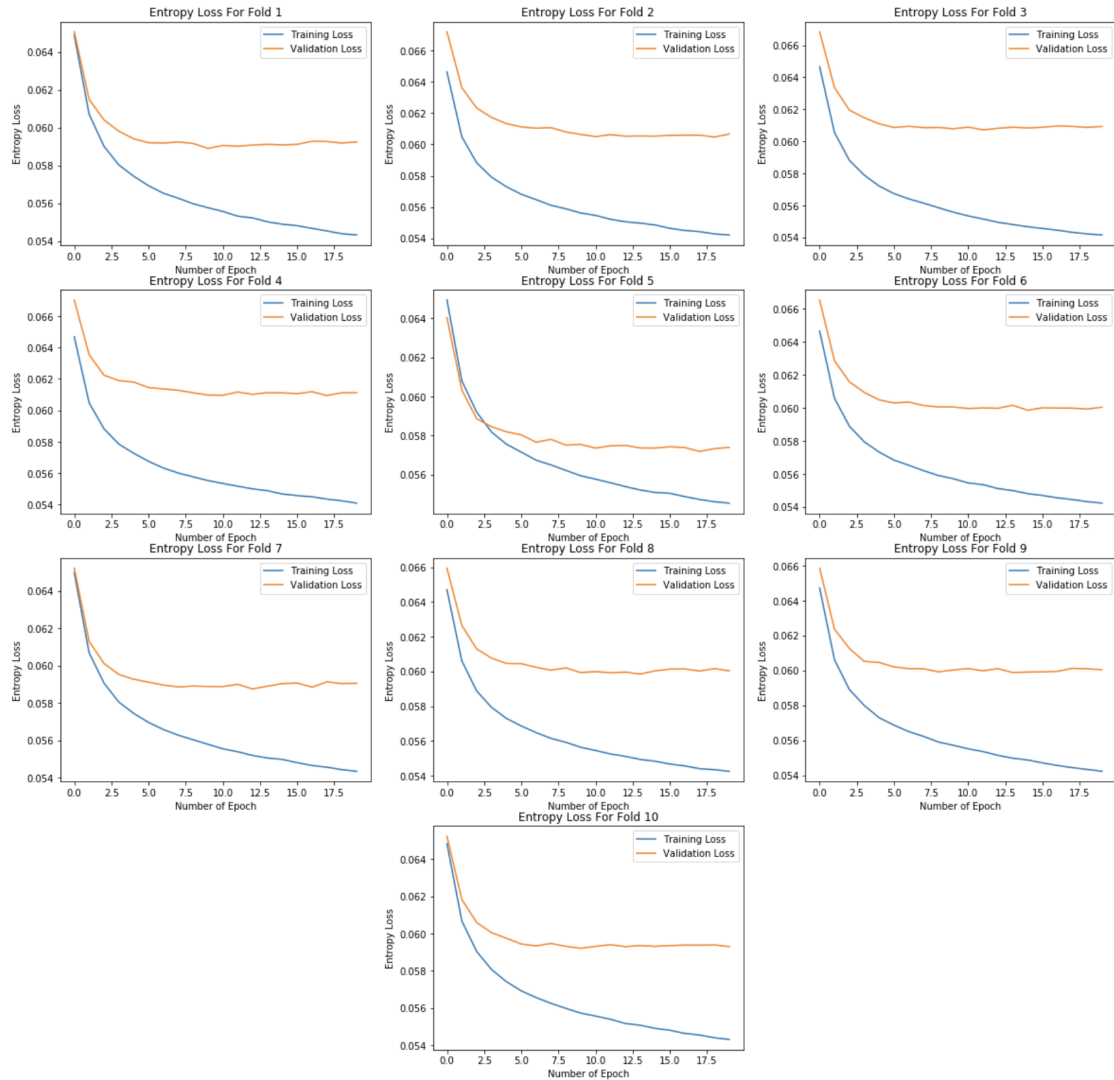 Entropy Loss For Fold 1
Training Loss
Validation Loss
0.064
0.062
0.060
0.058
0.056
0.054
Entropy Loss
0.0 2.5 5.0 7.5 10.0 12.5 15.0 17.5
Number of Epoch
Entropy Loss For Fold 2
Training Loss
Validation Loss
0.066
0.064
0.062
0.060
0.058
0.056
0.054
Entropy Loss
0.0 2.5 5.0 7.5 10.0 12.5 15.0 17.5
Number of Epoch
Entropy Loss For Fold 3
Training Loss
Validation Loss
0.066
0.064
0.062
0.060
0.058
0.056
0.054
Entropy Loss
0.0 2.5 5.0 7.5 10.0 12.5 15.0 17.5
Number of Epoch
Entropy Loss For Fold 4
Training Loss
Validation Loss
0.066
0.064
0.062
0.060
0.058
0.056
0.054
Entropy Loss
0.0 2.5 5.0 7.5 10.0 12.5 15.0 17.5
Number of Epoch
Entropy Loss For Fold 5
Training Loss
Validation Loss
0.064
0.062
0.060
0.058
0.056
Entropy Loss
0.0 2.5 5.0 7.5 10.0 12.5 15.0 17.5
Number of Epoch
Entropy Loss For Fold 6
Training Loss
Validation Loss
0.066
0.064
0.062
0.060
0.058
0.056
0.054
Entropy Loss
0.0 2.5 5.0 7.5 10.0 12.5 15.0 17.5
Number of Epoch
Entropy Loss For Fold 7
Training Loss
Validation Loss
0.064
0.062
0.060
0.058
0.056
0.054
Entropy Loss
0.0 2.5 5.0 7.5 10.0 12.5 15.0 17.5
Number of Epoch
Entropy Loss For Fold 8
Training Loss
Validation Loss
0.066
0.064
0.062
0.060
0.058
0.056
0.054
Entropy Loss
0.0 2.5 5.0 7.5 10.0 12.5 15.0 17.5
Number of Epoch
Entropy Loss For Fold 9
Training Loss
Validation Loss
0.066
0.064
0.062
0.060
0.058
0.056
0.054
Entropy Loss
0.0 2.5 5.0 7.5 10.0 12.5 15.0 17.5
Number of Epoch
Entropy Loss For Fold 10
Training Loss
Validation Loss
0.064
0.062
0.060
0.058
0.056
0.054
Entropy Loss
0.0 2.5 5.0 7.5 10.0 12.5 15.0 17.5
Number of Epoch